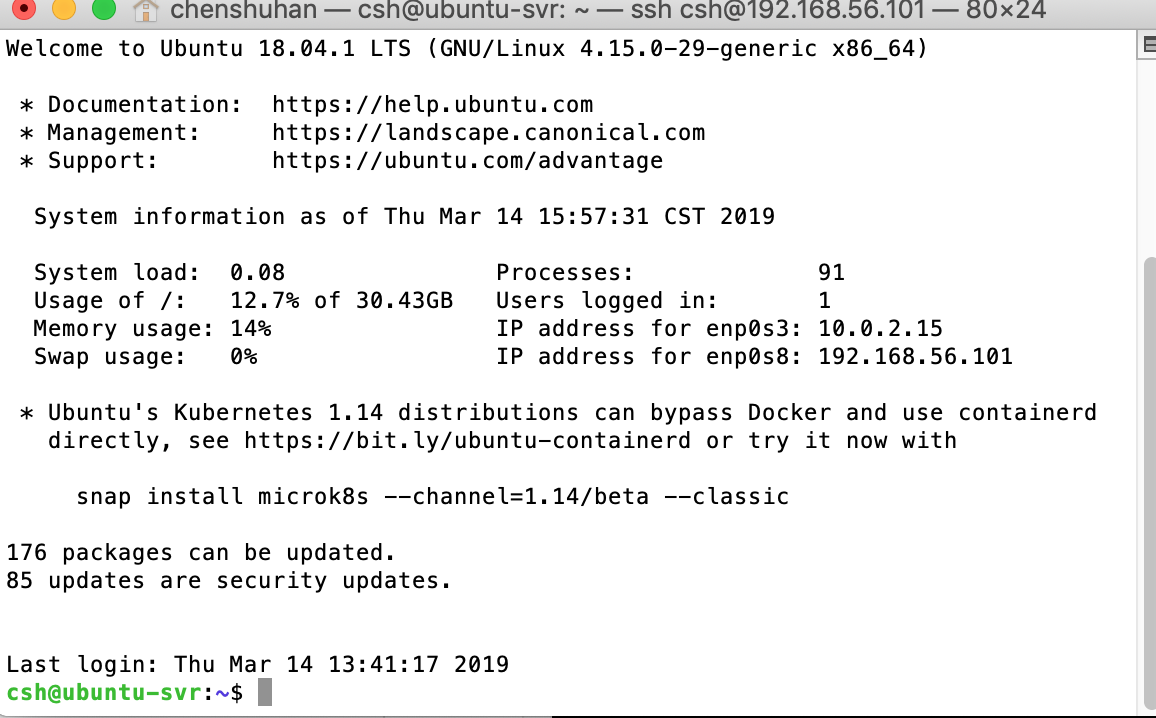 chenshuhan — csh@ubuntu-svr: ~ — ssh csh@192.168.56.101 — 80×24
Welcome to Ubuntu 18.04.1 LTS (GNU/Linux 4.15.0-29-generic x86_64)
* Documentation:  https://help.ubuntu.com
* Management:     https://landscape.canonical.com
* Support:        https://ubuntu.com/advantage
System information as of Thu Mar 14 15:57:31 CST 2019
System load:  0.08               Processes:             91
Usage of /:   12.7% of 30.43GB   Users logged in:       1
Memory usage: 14%                IP address for enp0s3: 10.0.2.15
Swap usage:   0%                 IP address for enp0s8: 192.168.56.101
* Ubuntu's Kubernetes 1.14 distributions can bypass Docker and use containerd
directly, see https://bit.ly/ubuntu-containerd or try it now with
snap install microk8s --channel=1.14/beta --classic
176 packages can be updated.
85 updates are security updates.
Last login: Thu Mar 14 13:41:17 2019
csh@ubuntu-svr:~$